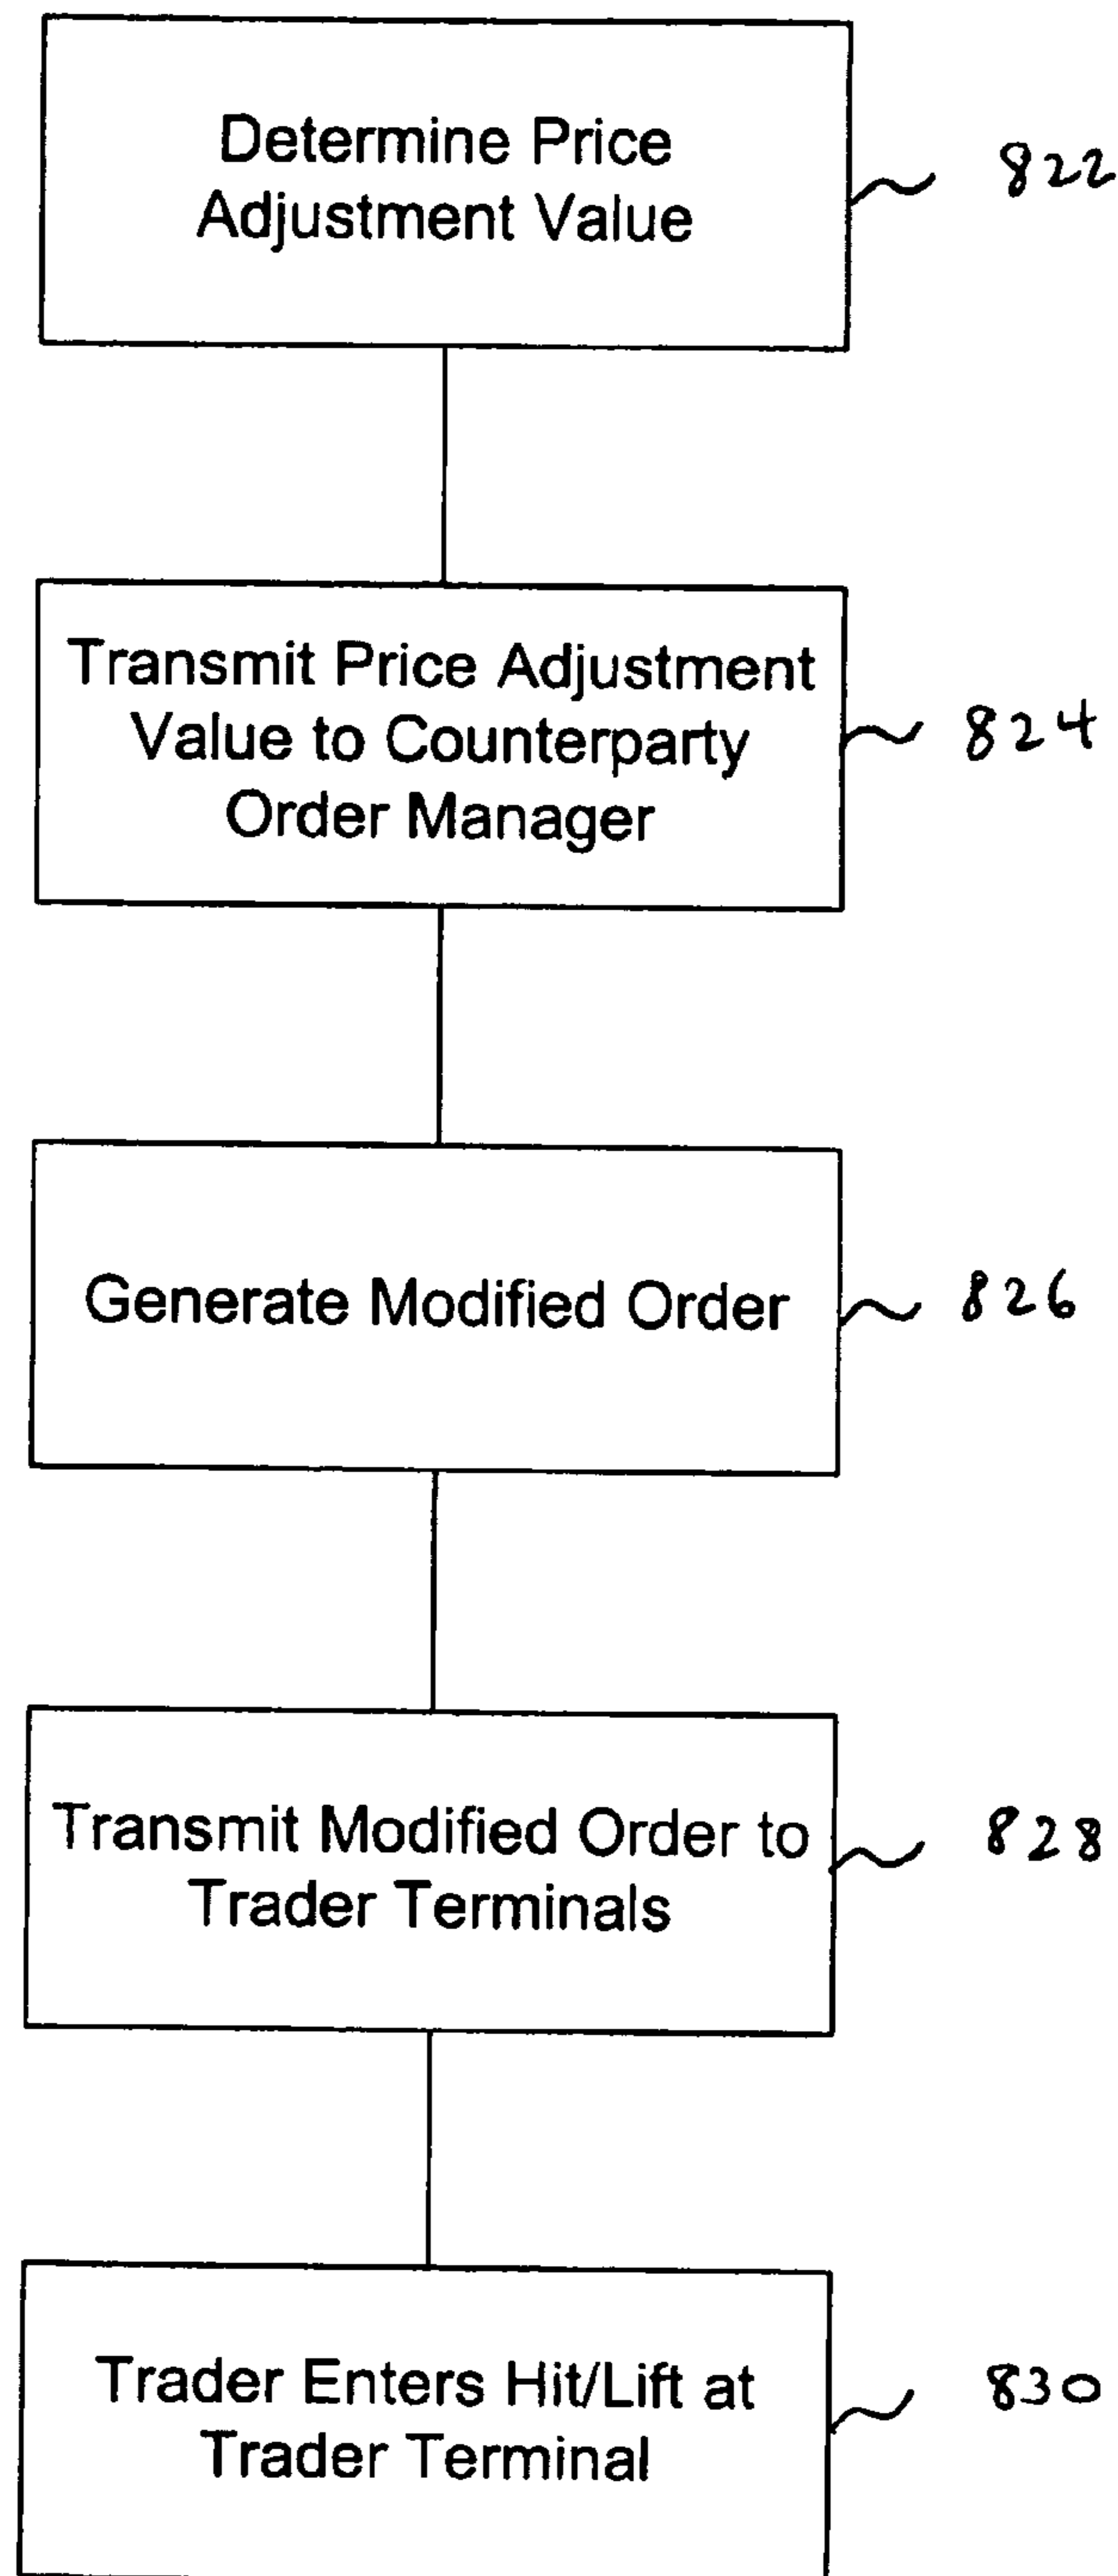 Determine Price
Adjustment Value
822
Transmit Price Adjustment
Value to Counterparty
Order Manager
824
Generate Modified Order
826
Transmit Modified Order to
Trader Terminals
828
Trader Enters Hit/Lift at
Trader Terminal
830